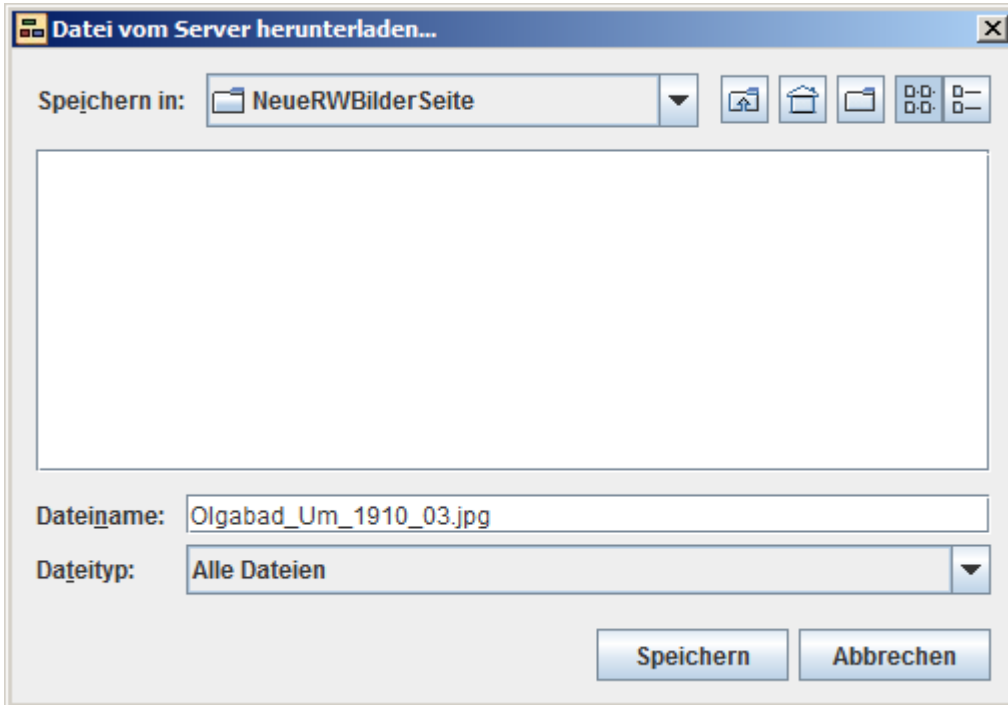 Datei vom Server herunterladen...
Speichern in: NeueRWBilderSeite
Dateiname: Olgabad_Um_1910_03.jpg
Dateityp: Alle Dateien
Speichern Abbrechen